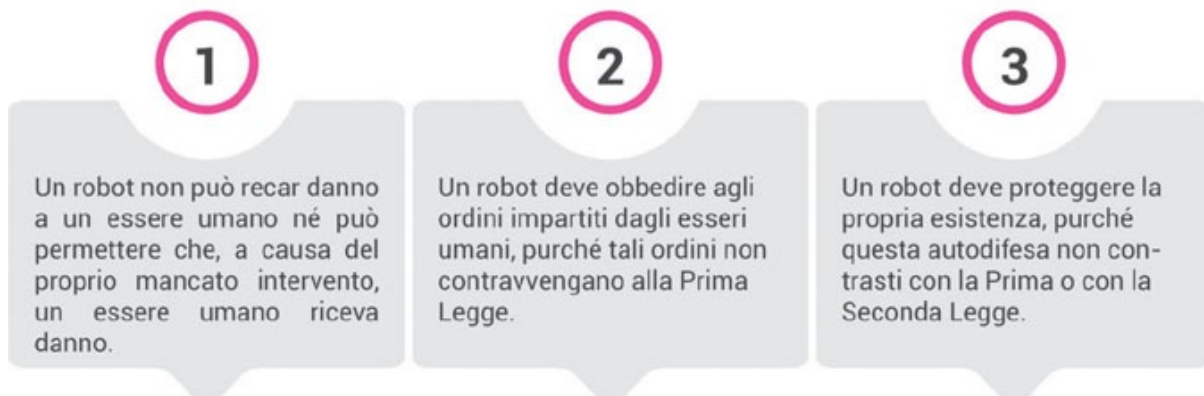 1
Un robot non può recar danno
a un essere umano né può
permettere che, a causa del
proprio mancato intervento,
un essere umano riceva
danno.
2
Un robot deve obbedire agli
ordini impartiti dagli esseri
umani, purché tali ordini non
contravvengano alla Prima
Legge.
3
Un robot deve proteggere la
propria esistenza, purché
questa autodifesa non con-
trasti con la Prima o con la
Seconda Legge.